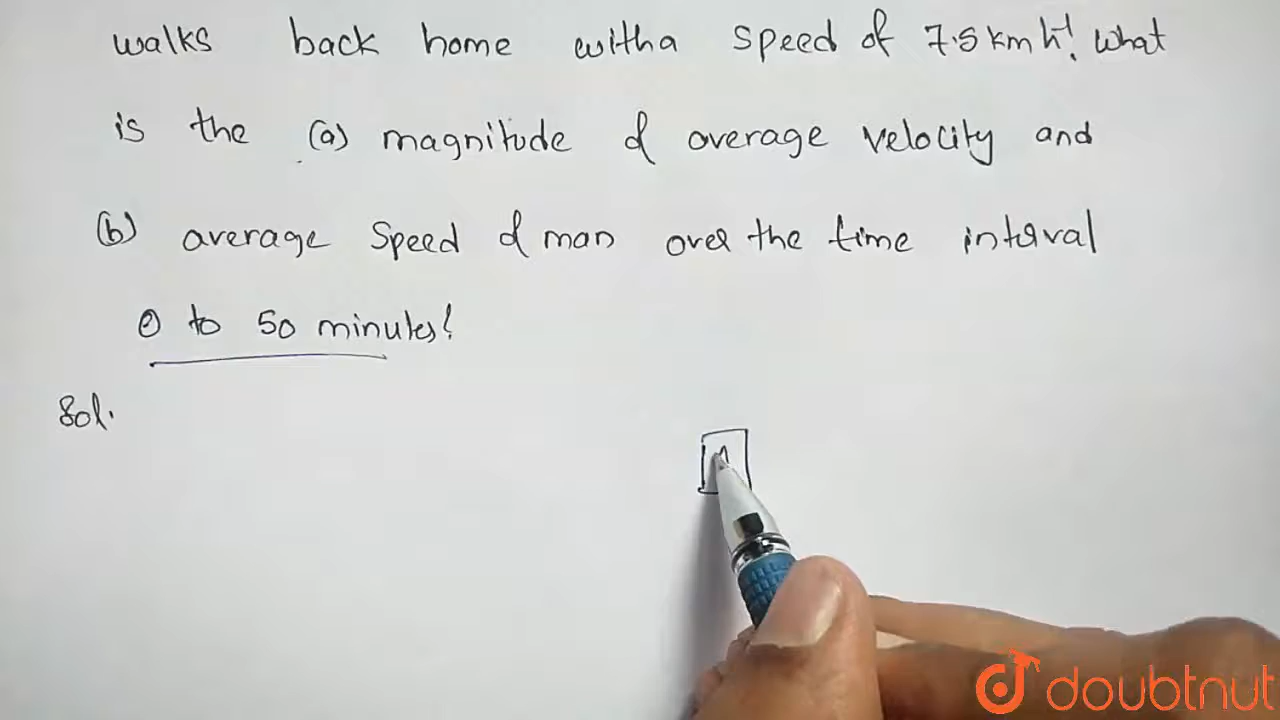 walks back home with a speed of 7.5 km h⁻¹. What
is the (a) magnitude of average velocity and
(b) average speed of man over the time interval
0 to 50 minutes?
Sol.
doubtnut